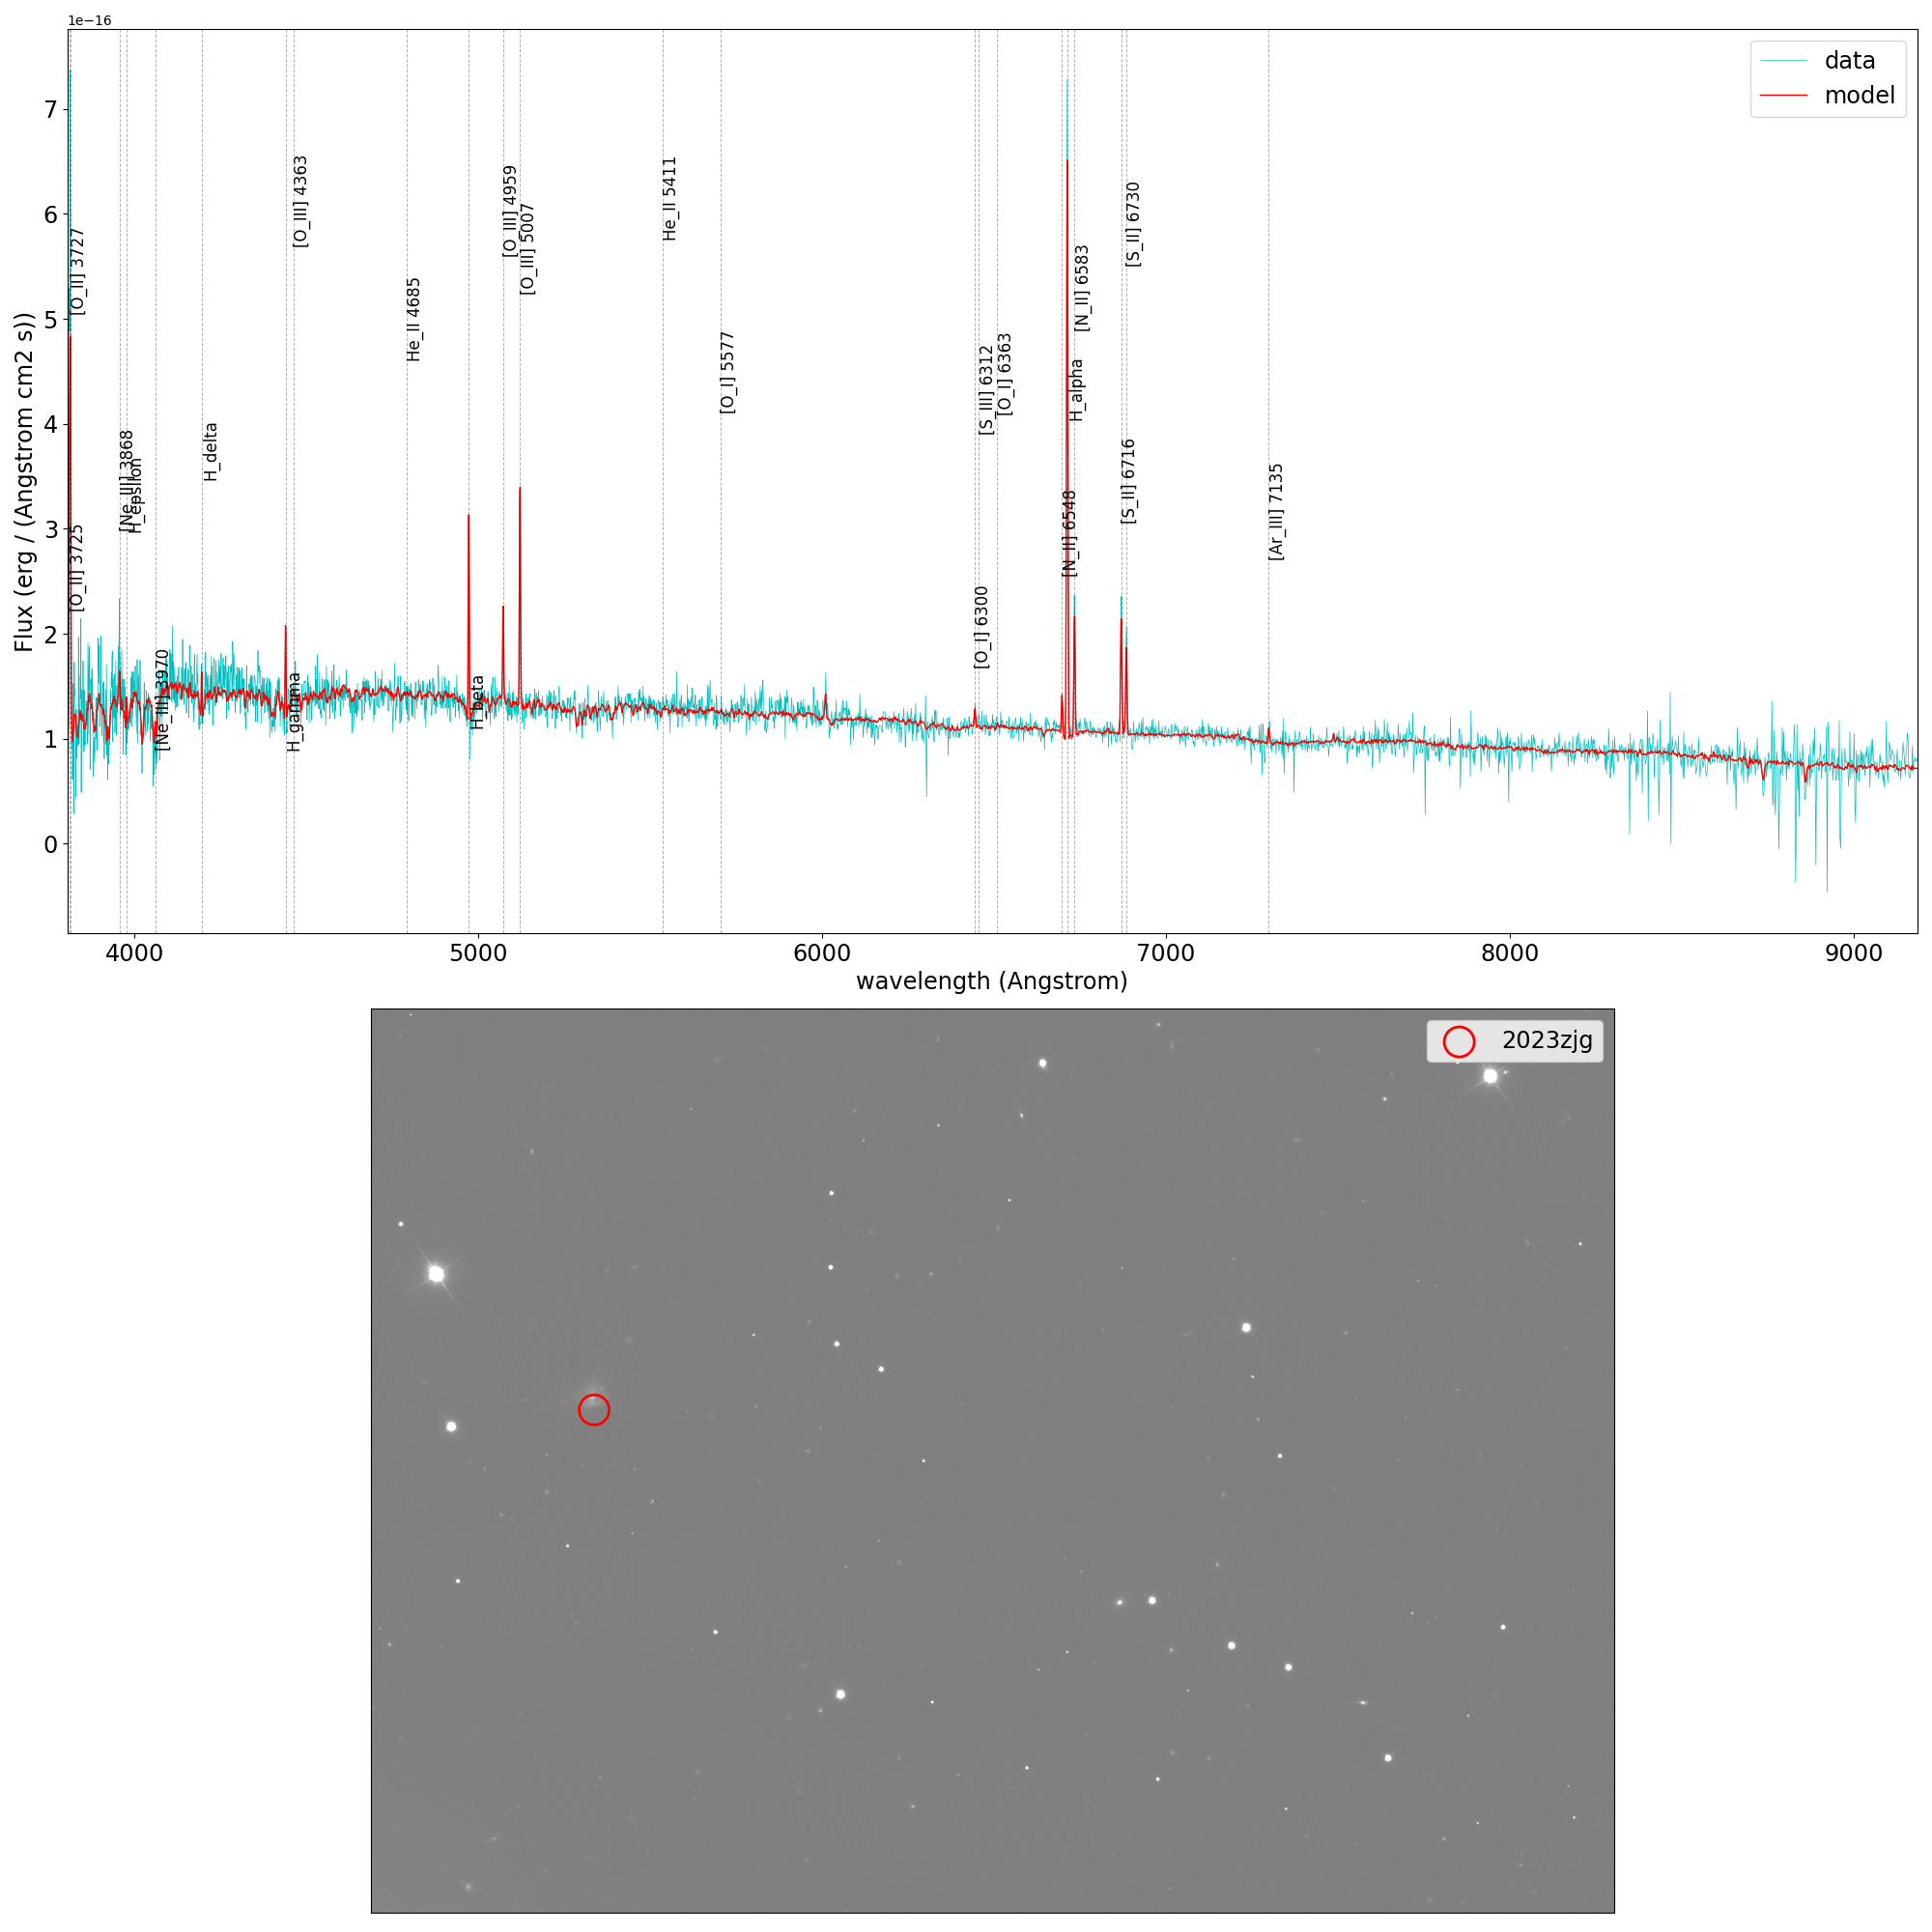 1e−16
data
model
[O_III] 4363
[O_III] 4959
He_II 5411
[S_II] 6730
[O_III] 5007
[O_II] 3727
[N_II] 6583
He_II 4685
[O_I] 5577
[O_I] 6363
[S_III] 6312
H_alpha
H_delta
[Ne_III] 3868
H_epsilon
[S_II] 6716
[Ar_III] 7135
[N_II] 6548
[O_II] 3725
[O_I] 6300
[Ne_III] 3970
H_gamma
H_beta
7
6
5
4
3
2
1
0
Flux (erg / (Angstrom cm2 s))
4000 5000 6000 7000 8000 9000
wavelength (Angstrom)
2023zjg